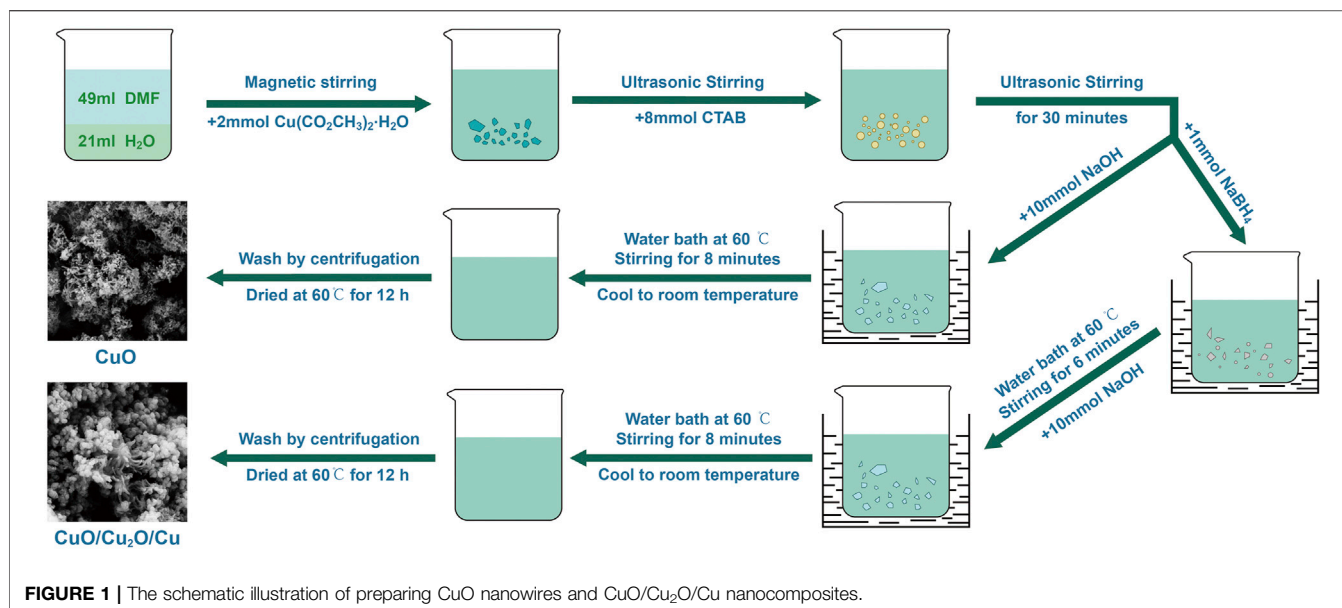 49ml DMF
21ml H₂O
Magnetic stirring
+2mmol Cu(CO₂CH₃)₂·H₂O
Ultrasonic Stirring
+8mmol CTAB
Ultrasonic Stirring
for 30 minutes
+10mmol NaOH
+1mmol NaBH₄
Water bath at 60 ℃
Stirring for 8 minutes
Cool to room temperature
Wash by centrifugation
Dried at 60℃ for 12 h
CuO
Water bath at 60 ℃
Stirring for 6 minutes
+10mmol NaOH
Water bath at 60 ℃
Stirring for 8 minutes
Cool to room temperature
Wash by centrifugation
Dried at 60℃ for 12 h
CuO/Cu₂O/Cu
FIGURE 1 | The schematic illustration of preparing CuO nanowires and CuO/Cu₂O/Cu nanocomposites.